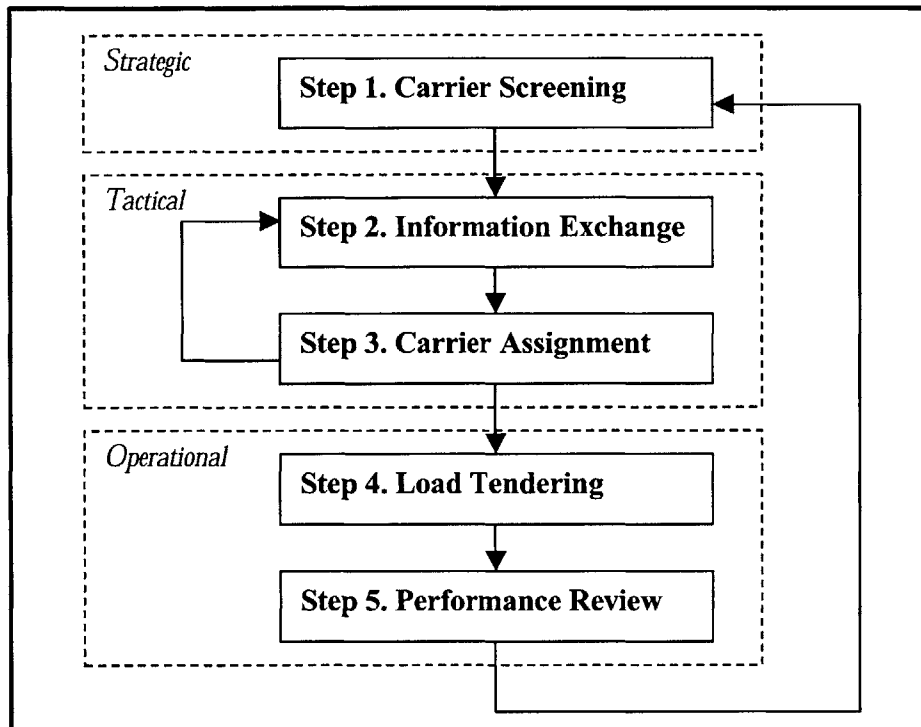 Strategic
Step 1. Carrier Screening
Tactical
Step 2. Information Exchange
Step 3. Carrier Assignment
Operational
Step 4. Load Tendering
Step 5. Performance Review